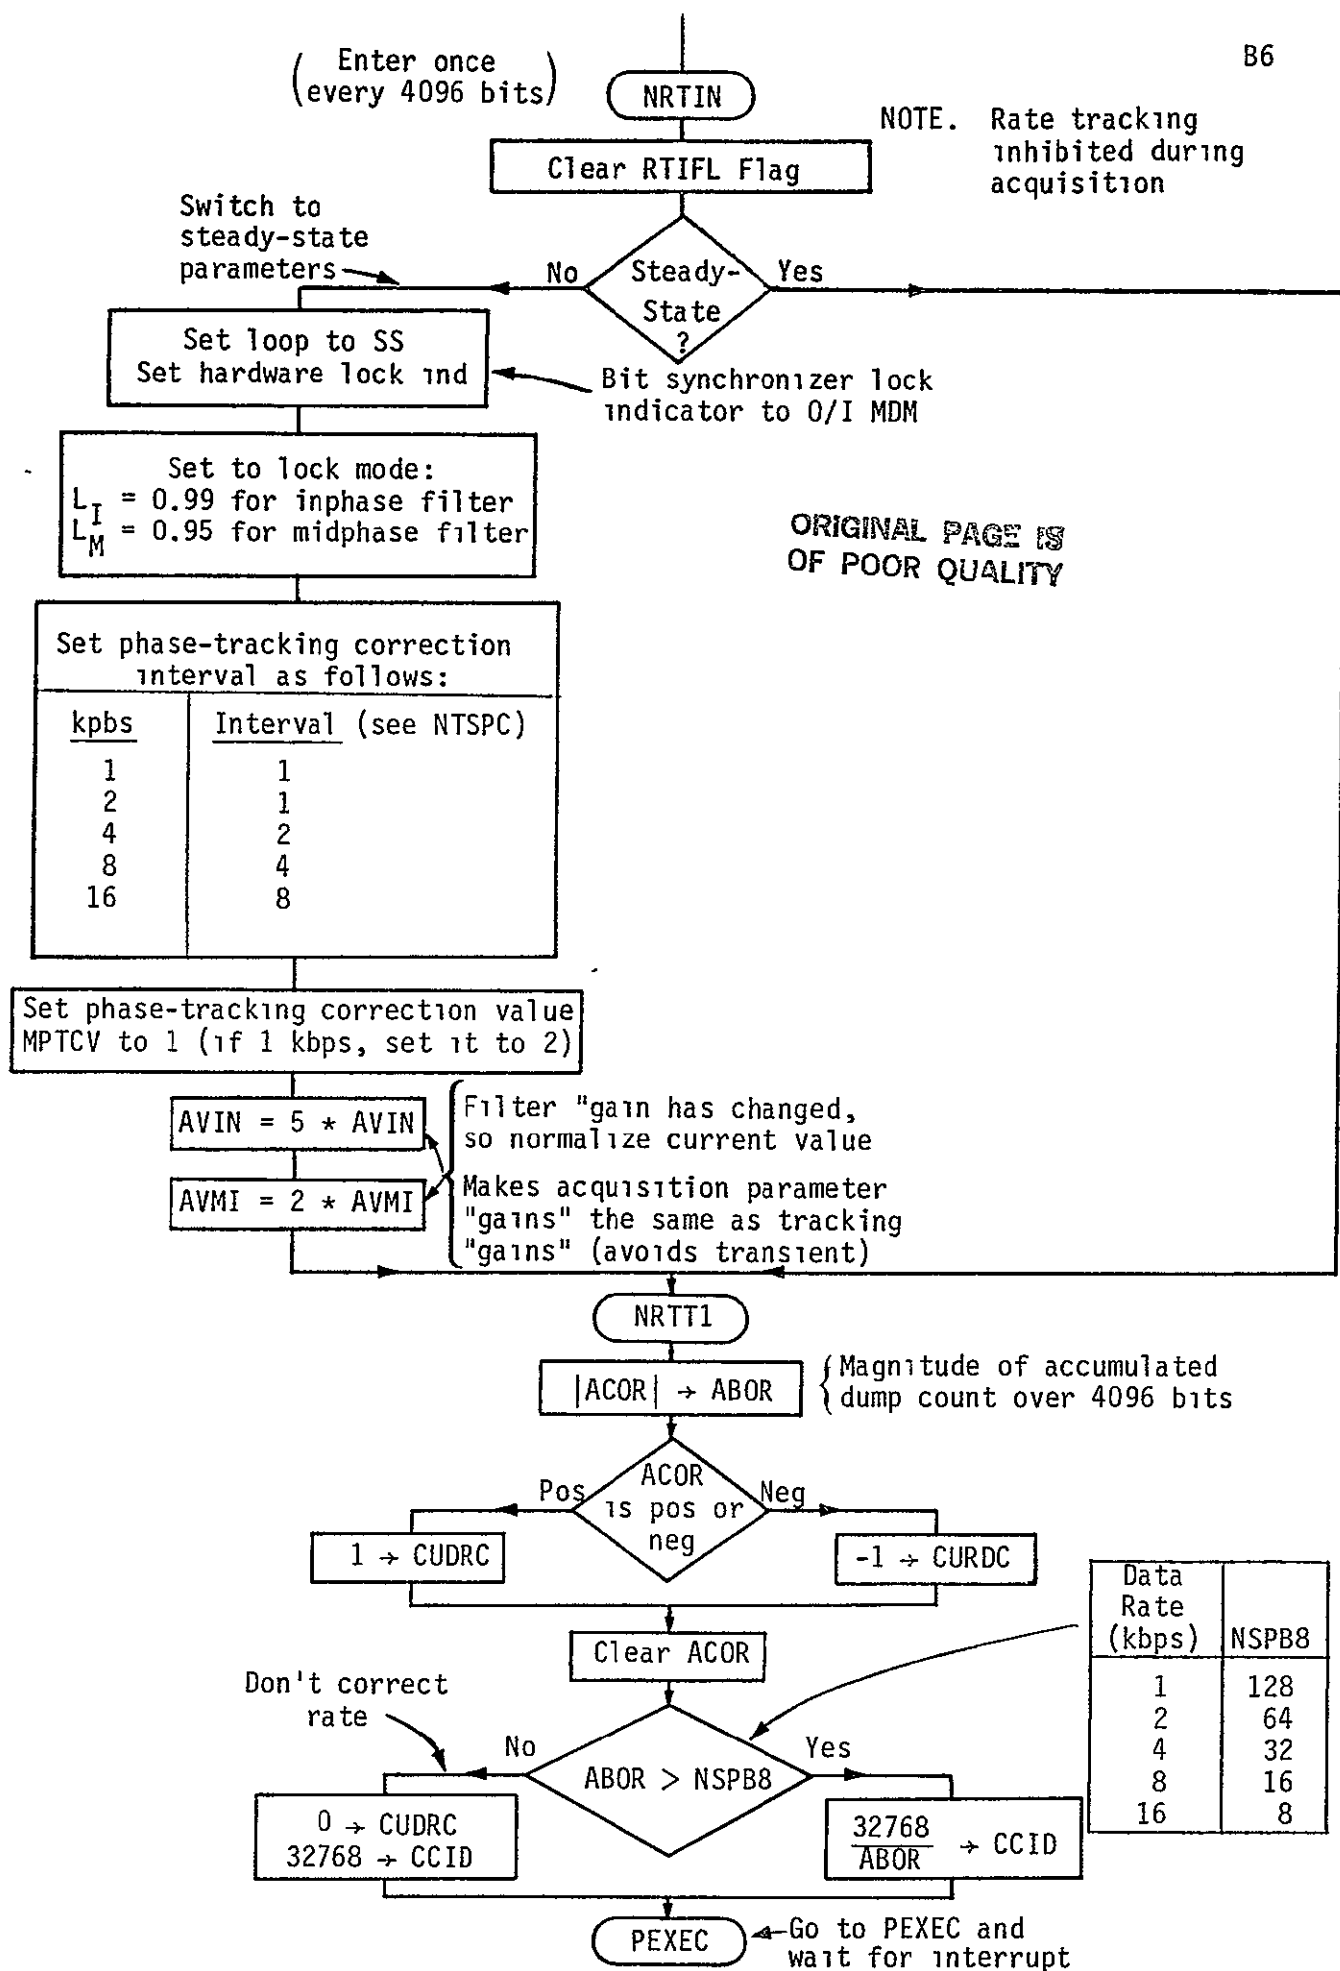 B6
(Enter once
every 4096 bits)
NRTIN
NOTE. Rate tracking
inhibited during
acquisition
Clear RTIFL Flag
Switch to
steady-state
parameters
No
Steady-
State
?
Yes
Set loop to SS
Set hardware lock ind
Bit synchronizer lock
indicator to O/I MDM
Set to lock mode:
L_I = 0.99 for inphase filter
L_M = 0.95 for midphase filter
ORIGINAL PAGE IS
OF POOR QUALITY
Set phase-tracking correction
interval as follows:
kpbs Interval (see NTSPC)
1 1
2 1
4 2
8 4
16 8
Set phase-tracking correction value
MPTCV to 1 (if 1 kbps, set it to 2)
AVIN = 5 * AVIN
AVMI = 2 * AVMI
Filter "gain has changed,
so normalize current value
Makes acquisition parameter
"gains" the same as tracking
"gains" (avoids transient)
NRTT1
|ACOR| → ABOR
Magnitude of accumulated
dump count over 4096 bits
Pos
ACOR
is pos or
neg
Neg
1 → CUDRC
-1 → CURDC
Clear ACOR
Data
Rate
(kbps) NSPB8
1 128
2 64
4 32
8 16
16 8
Don't correct
rate
No
ABOR > NSPB8
Yes
0 → CUDRC
32768 → CCID
32768
ABOR → CCID
PEXEC
Go to PEXEC and
wait for interrupt